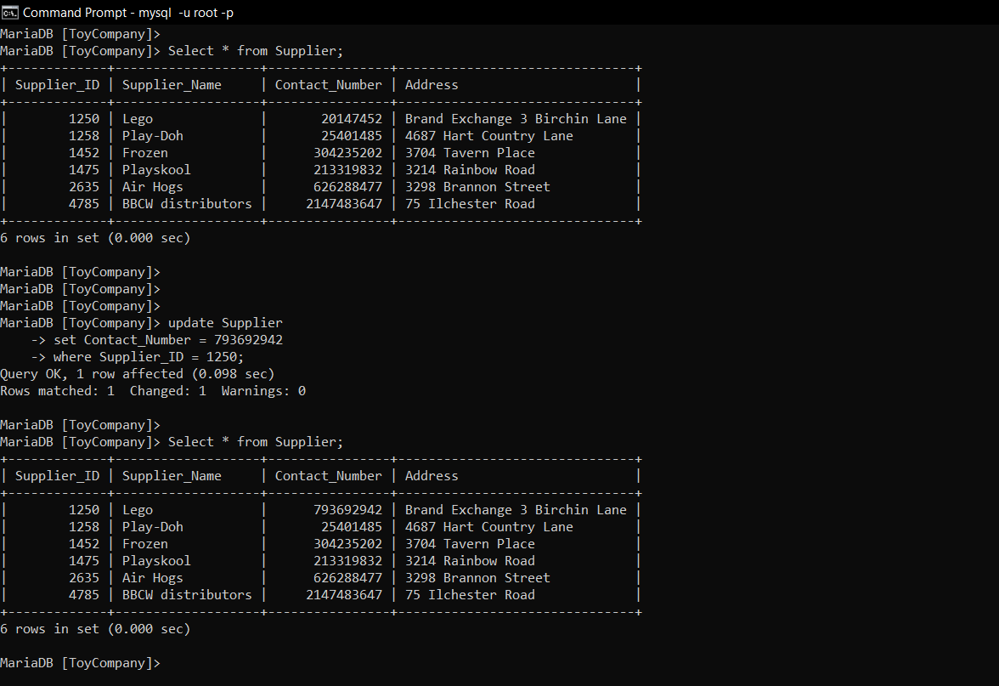 Command Prompt - mysql  -u root -p
MariaDB [ToyCompany]>
MariaDB [ToyCompany]> Select * from Supplier;
+-------------+-------------------+----------------+-------------------------------+
| Supplier_ID | Supplier_Name     | Contact_Number | Address                       |
+-------------+-------------------+----------------+-------------------------------+
|        1250 | Lego              |       20147452 | Brand Exchange 3 Birchin Lane |
|        1258 | Play-Doh          |       25401485 | 4687 Hart Country Lane        |
|        1452 | Frozen            |      304235202 | 3704 Tavern Place             |
|        1475 | Playskool         |      213319832 | 3214 Rainbow Road             |
|        2635 | Air Hogs          |      626288477 | 3298 Brannon Street           |
|        4785 | BBCW distributors |     2147483647 | 75 Ilchester Road             |
+-------------+-------------------+----------------+-------------------------------+
6 rows in set (0.000 sec)
MariaDB [ToyCompany]>
MariaDB [ToyCompany]>
MariaDB [ToyCompany]>
MariaDB [ToyCompany]> update Supplier
    -> set Contact_Number = 793692942
    -> where Supplier_ID = 1250;
Query OK, 1 row affected (0.098 sec)
Rows matched: 1  Changed: 1  Warnings: 0
MariaDB [ToyCompany]>
MariaDB [ToyCompany]> Select * from Supplier;
+-------------+-------------------+----------------+-------------------------------+
| Supplier_ID | Supplier_Name     | Contact_Number | Address                       |
+-------------+-------------------+----------------+-------------------------------+
|        1250 | Lego              |      793692942 | Brand Exchange 3 Birchin Lane |
|        1258 | Play-Doh          |       25401485 | 4687 Hart Country Lane        |
|        1452 | Frozen            |      304235202 | 3704 Tavern Place             |
|        1475 | Playskool         |      213319832 | 3214 Rainbow Road             |
|        2635 | Air Hogs          |      626288477 | 3298 Brannon Street           |
|        4785 | BBCW distributors |     2147483647 | 75 Ilchester Road             |
+-------------+-------------------+----------------+-------------------------------+
6 rows in set (0.000 sec)
MariaDB [ToyCompany]>